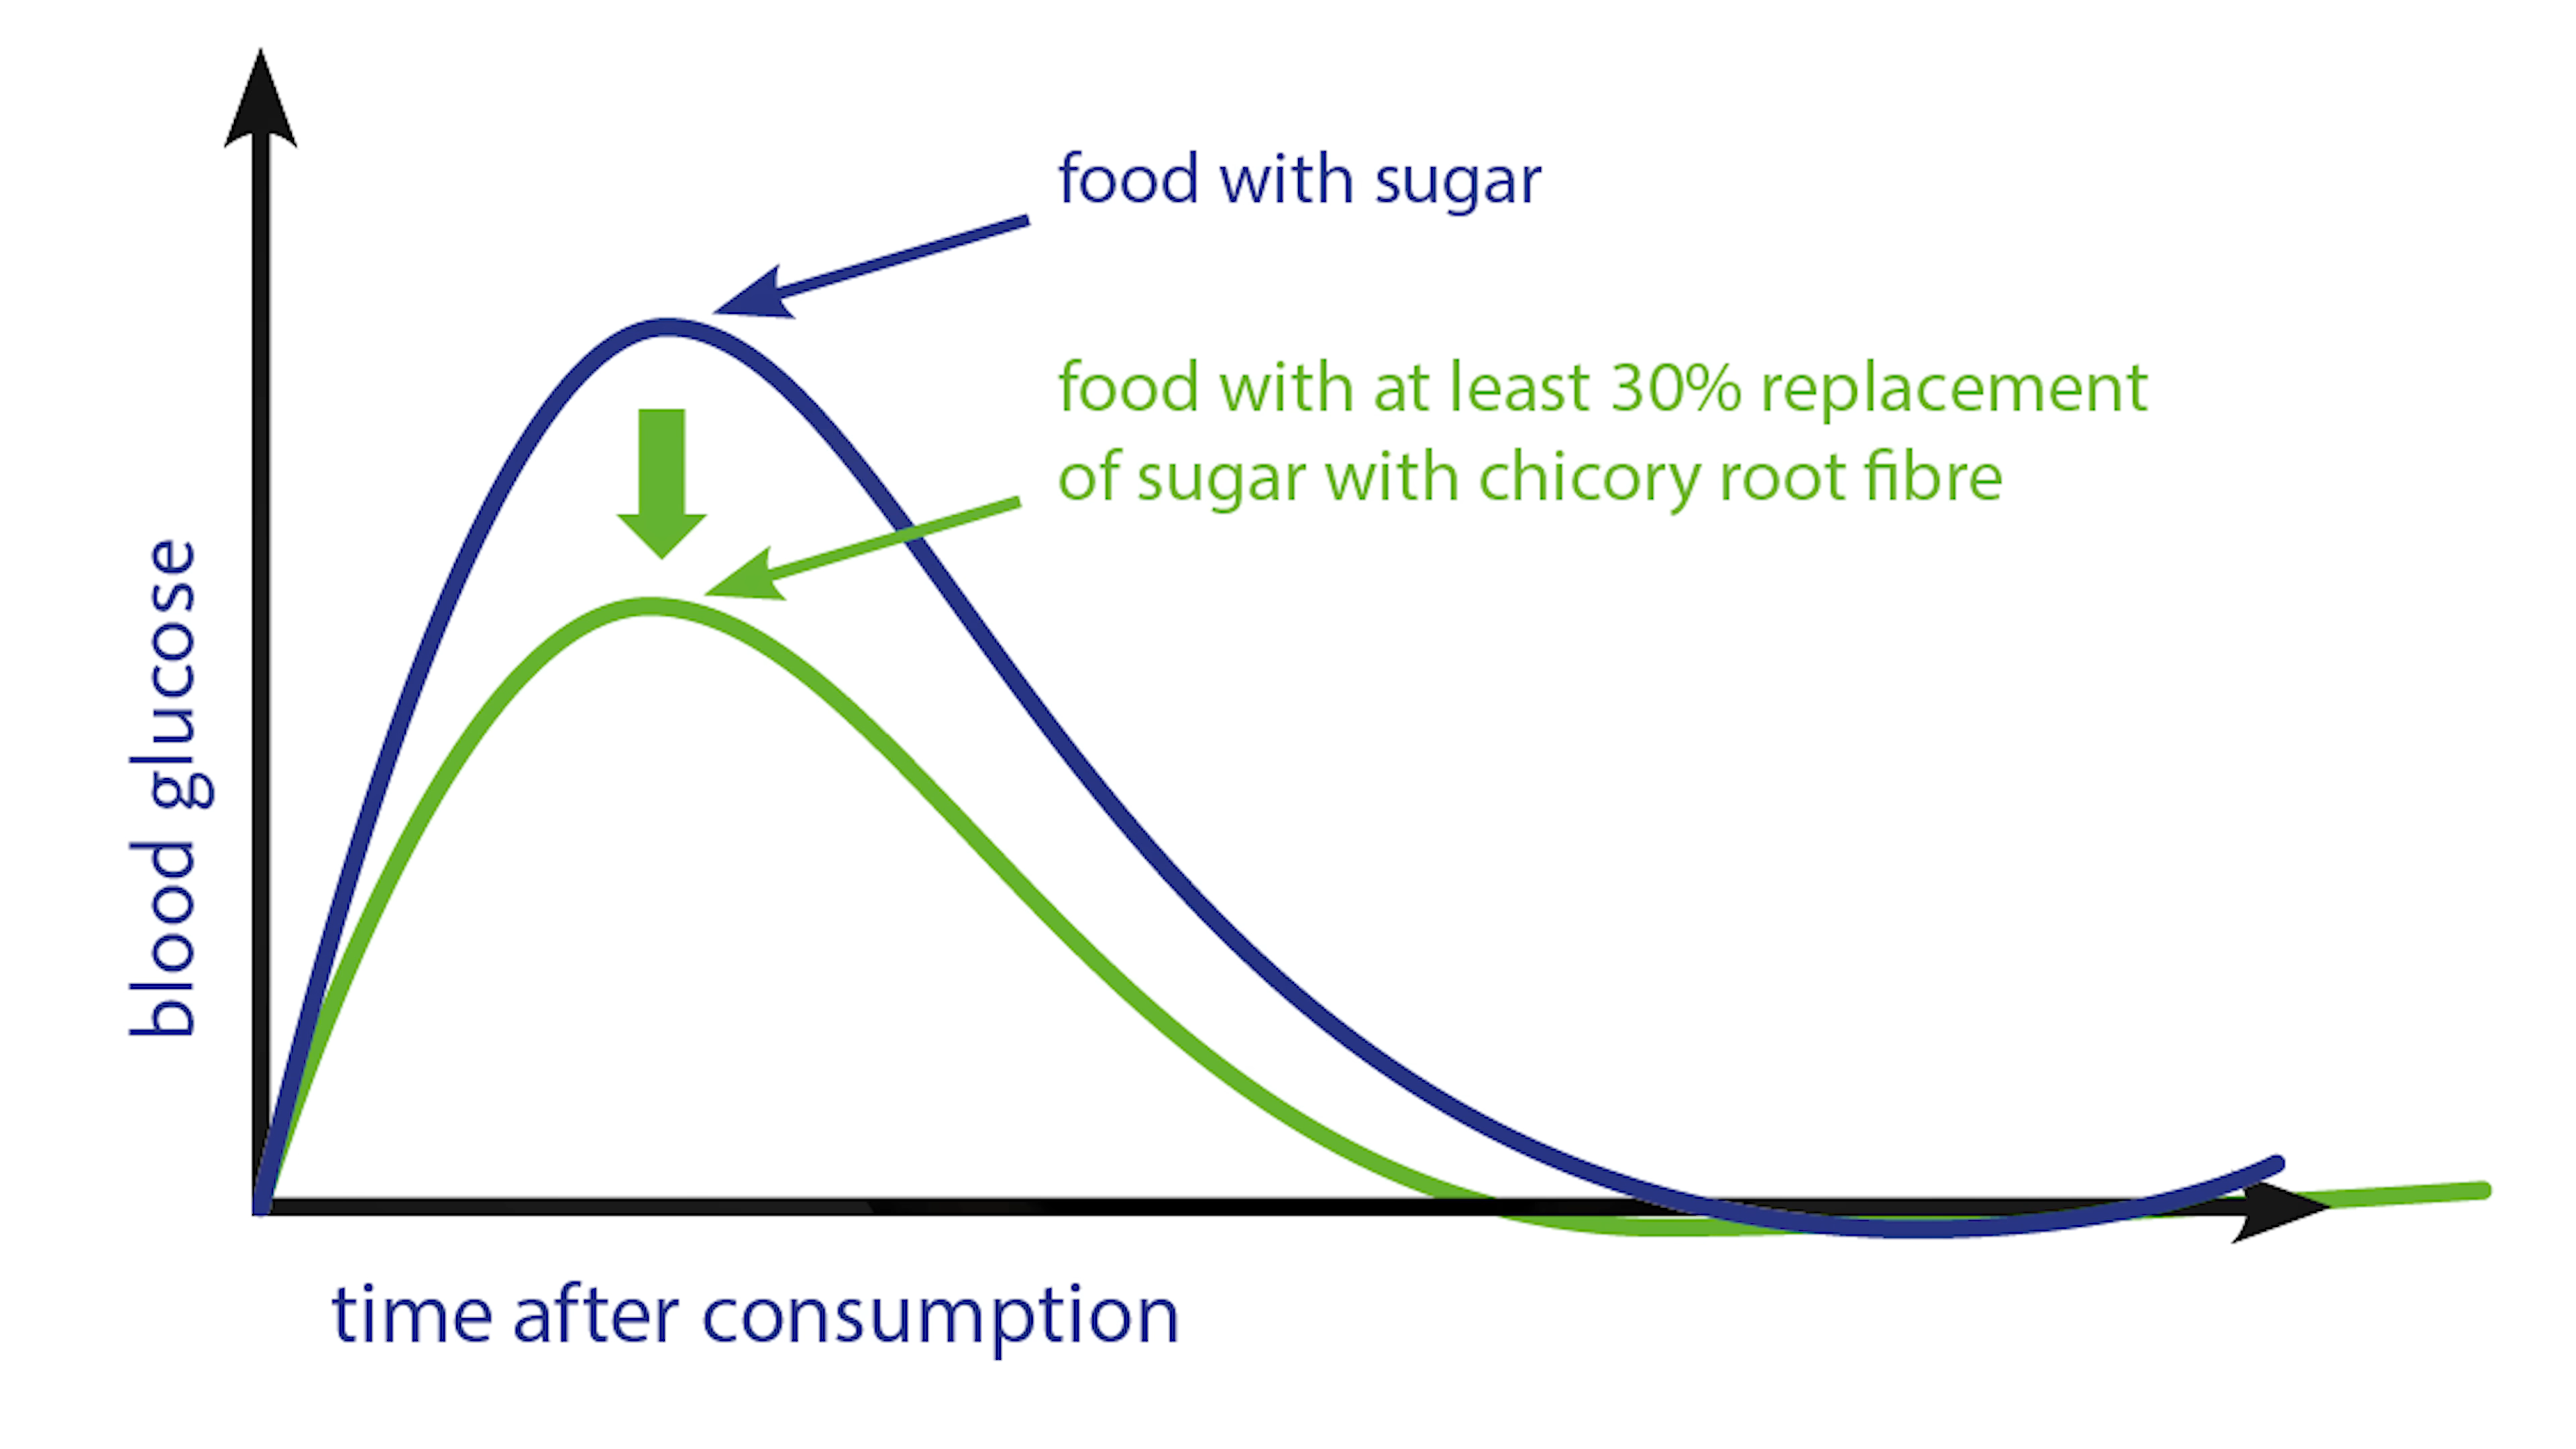 food with sugar
food with at least 30% replacement
of sugar with chicory root fibre
blood glucose
time after consumption